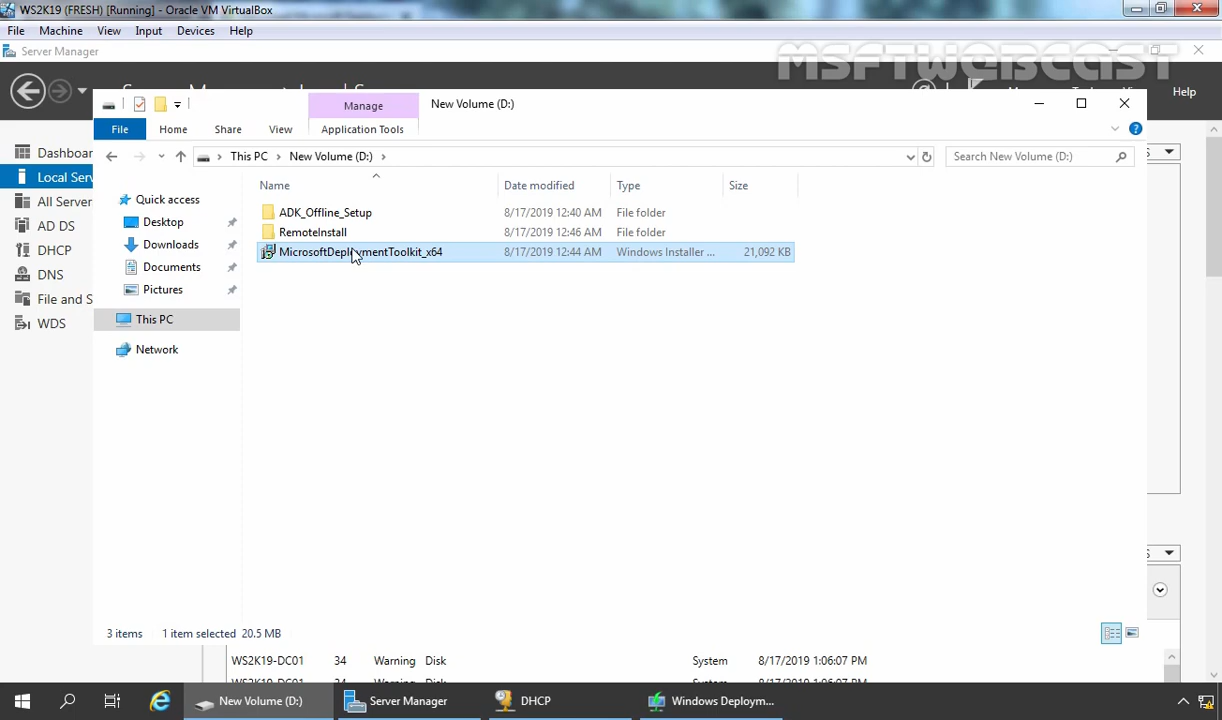 WS2K19 (FRESH) [Running] - Oracle VM VirtualBox
File Machine View Input Devices Help
Server Manager
MSFTWEBCAST
Manage New Volume (D:)
Help
File Home Share View Application Tools
This PC New Volume (D:)
Search New Volume (D:)
Name Date modified Type Size
ADK_Offline_Setup 8/17/2019 12:40 AM File folder
RemoteInstall 8/17/2019 12:46 AM File folder
MicrosoftDeploymentToolkit_x64 8/17/2019 12:44 AM Windows Installer ... 21,092 KB
Quick access
Desktop
Downloads
Documents
Pictures
This PC
Network
Dashboar
Local Serv
All Server
AD DS
DHCP
DNS
File and S
WDS
3 items 1 item selected 20.5 MB
WS2K19-DC01 34 Warning Disk System 8/17/2019 1:06:07 PM
New Volume (D:) Server Manager DHCP Windows Deploym...